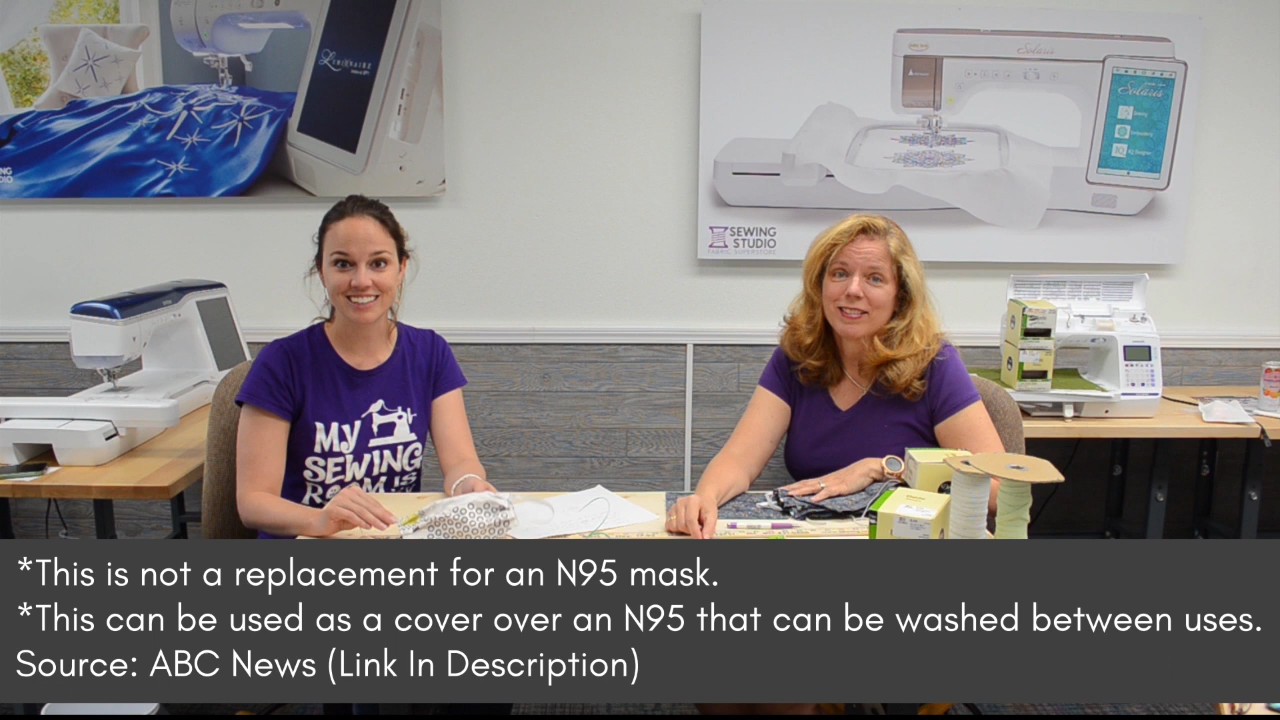 LUMINAIRE
Solaris
Solaris
SEWING
STUDIO
FABRIC SUPERSTORE
My
SEWING
ROOM IS
*This is not a replacement for an N95 mask.
*This can be used as a cover over an N95 that can be washed between uses.
Source: ABC News (Link In Description)